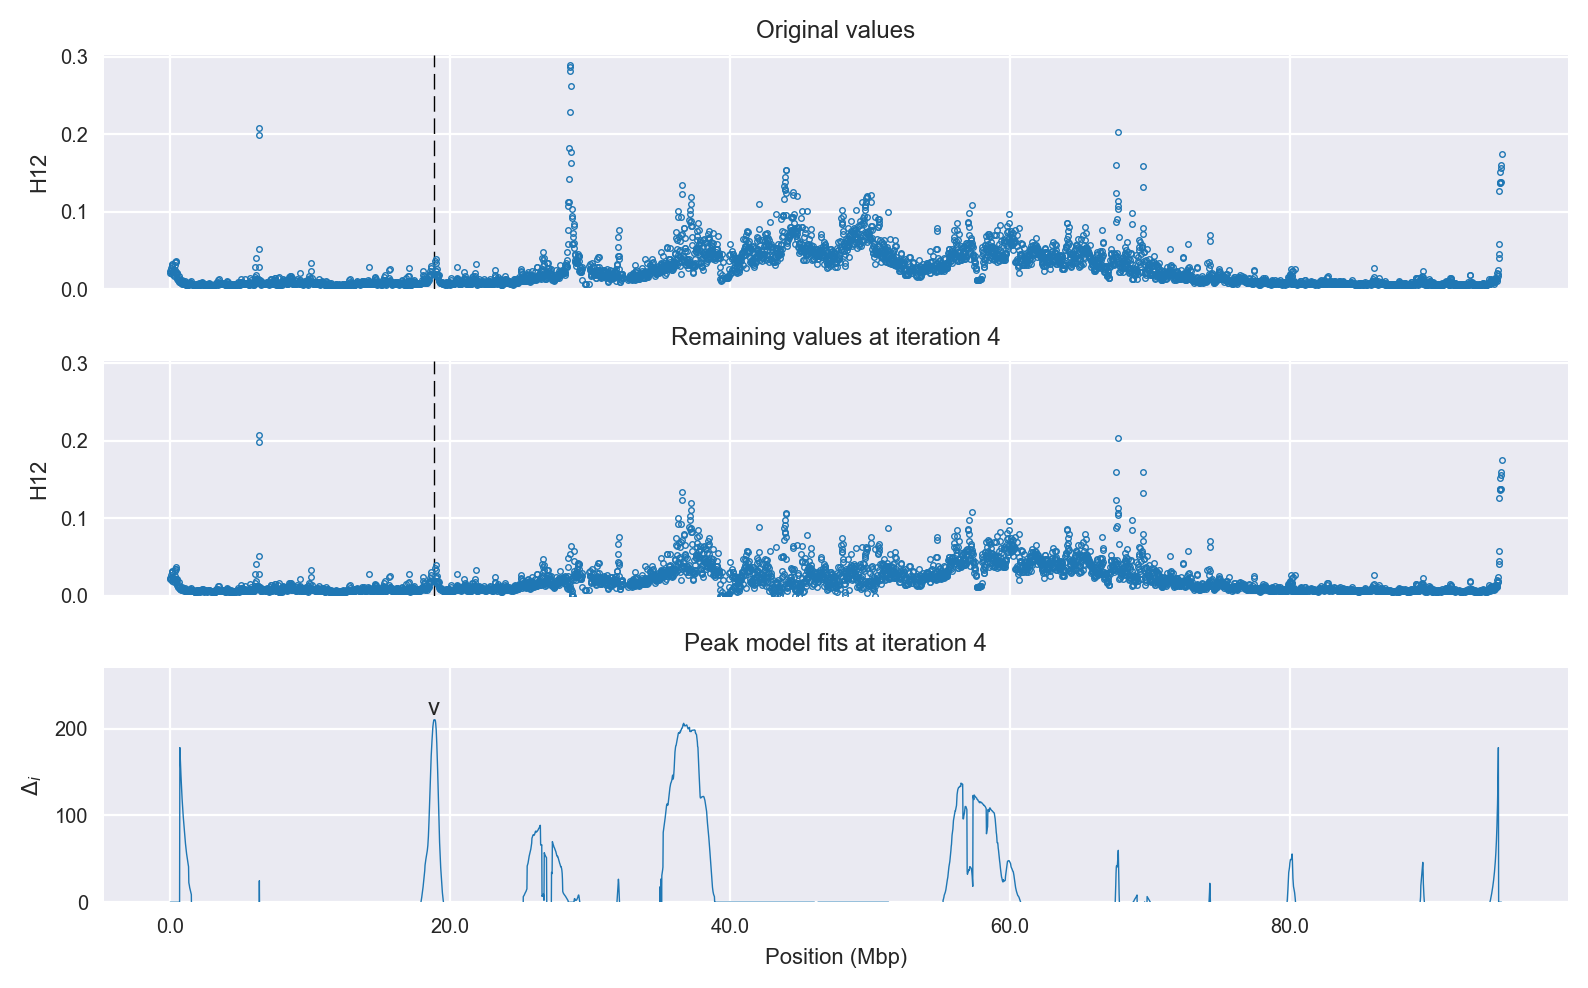 Original values
0.3
0.2
0.1
0.0
H12
Remaining values at iteration 4
0.3
0.2
0.1
0.0
H12
Peak model fits at iteration 4
v
200
100
0
Δi
0.0 20.0 40.0 60.0 80.0
Position (Mbp)